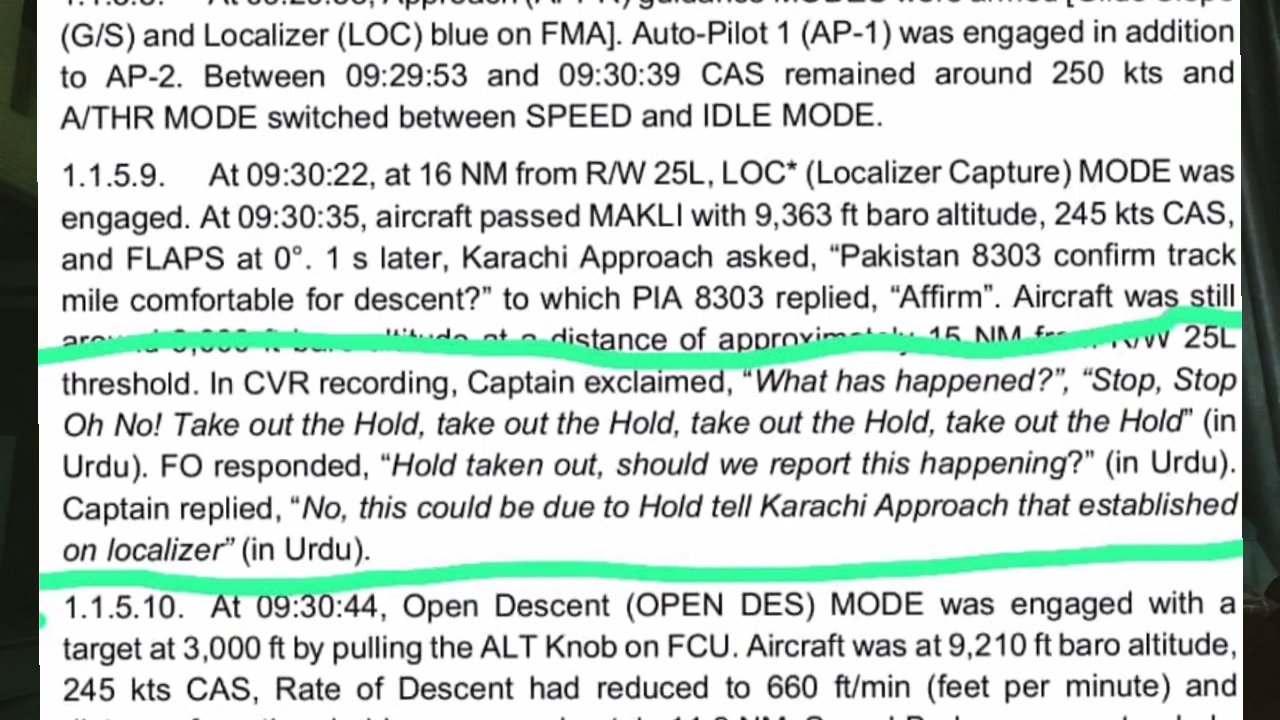 (G/S) and Localizer (LOC) blue on FMA]. Auto-Pilot 1 (AP-1) was engaged in addition
to AP-2. Between 09:29:53 and 09:30:39 CAS remained around 250 kts and
A/THR MODE switched between SPEED and IDLE MODE.
1.1.5.9. At 09:30:22, at 16 NM from R/W 25L, LOC* (Localizer Capture) MODE was
engaged. At 09:30:35, aircraft passed MAKLI with 9,363 ft baro altitude, 245 kts CAS,
and FLAPS at 0°. 1 s later, Karachi Approach asked, “Pakistan 8303 confirm track
mile comfortable for descent?” to which PIA 8303 replied, “Affirm”. Aircraft was still
at a distance of approximately 15 NM from R/W 25L
threshold. In CVR recording, Captain exclaimed, “What has happened?”, “Stop, Stop
Oh No! Take out the Hold, take out the Hold, take out the Hold, take out the Hold” (in
Urdu). FO responded, “Hold taken out, should we report this happening?” (in Urdu).
Captain replied, “No, this could be due to Hold tell Karachi Approach that established
on localizer” (in Urdu).
1.1.5.10. At 09:30:44, Open Descent (OPEN DES) MODE was engaged with a
target at 3,000 ft by pulling the ALT Knob on FCU. Aircraft was at 9,210 ft baro altitude,
245 kts CAS, Rate of Descent had reduced to 660 ft/min (feet per minute) and